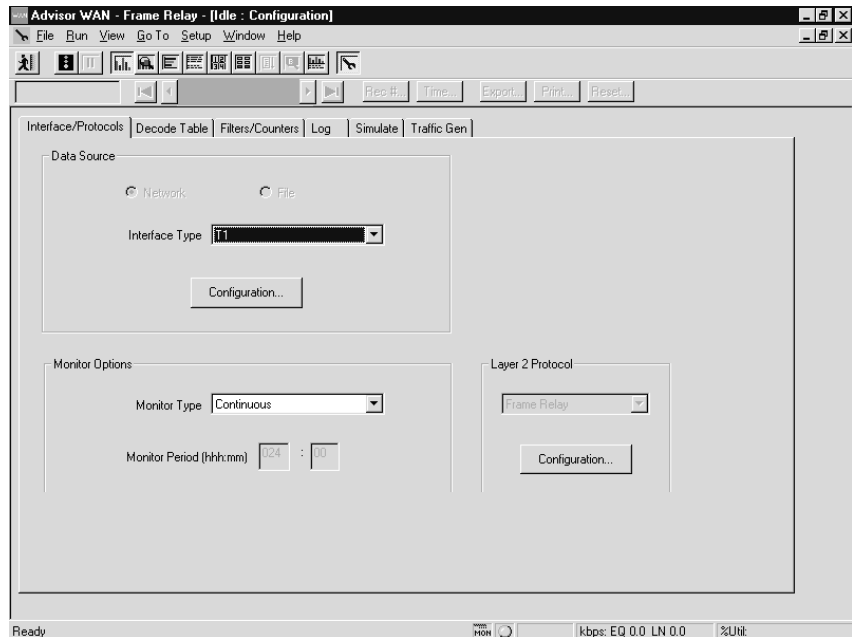 Advisor WAN - Frame Relay - [Idle : Configuration]
File Run View Go To Setup Window Help
Rec #... Time... Export... Print... Reset...
Interface/Protocols Decode Table Filters/Counters Log Simulate Traffic Gen
Data Source
Network File
Interface Type T1
Configuration...
Monitor Options Layer 2 Protocol
Monitor Type Continuous Frame Relay
Monitor Period (hhh:mm) 024 : 00 Configuration...
Ready MON kbps: EQ 0.0 LN 0.0 %Util: